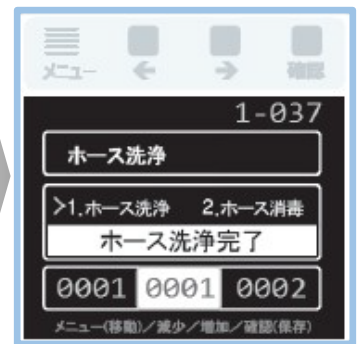 メニュー ← → 確認
1-037
ホース洗浄
>1.ホース洗浄 2.ホース消毒
ホース洗浄完了
0001 0001 0002
メニュー(移動)/減少/増加/確認(保存)